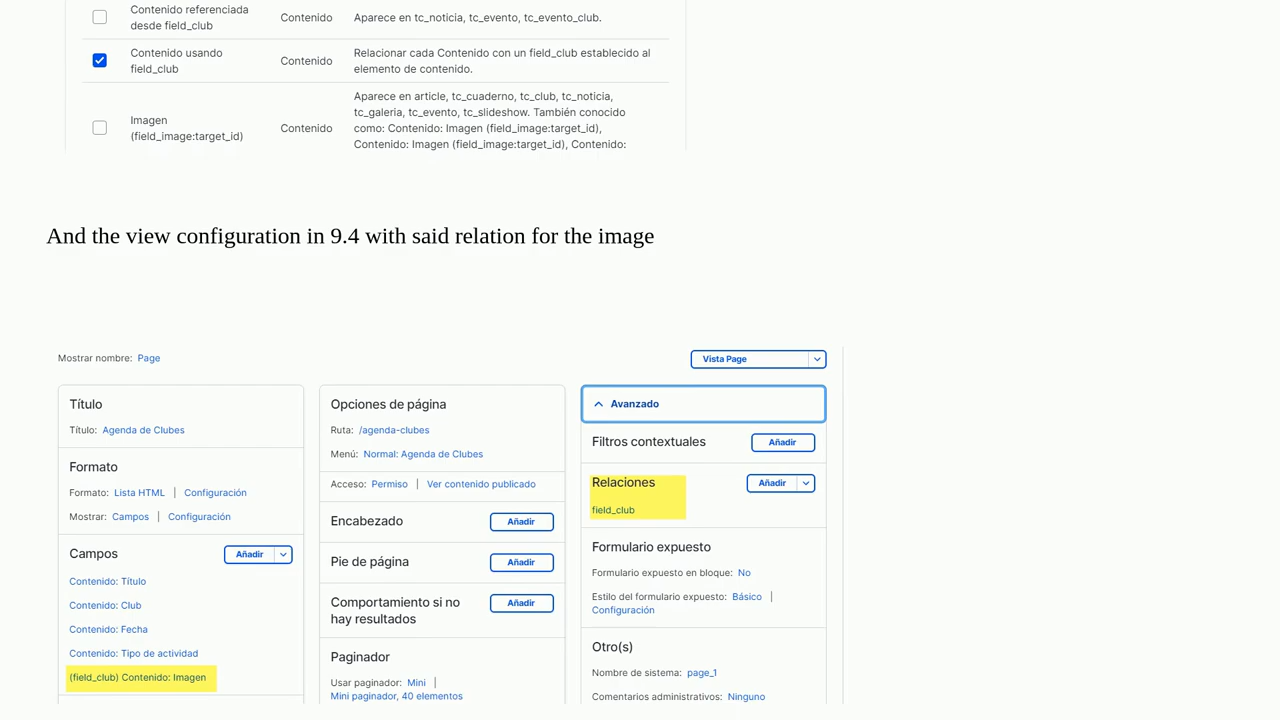 Contenido referenciada
desde field_club
Contenido
Aparece en tc_noticia, tc_evento, tc_evento_club.
Contenido usando
field_club
Contenido
Relacionar cada Contenido con un field_club establecido al
elemento de contenido.
Imagen
(field_image:target_id)
Contenido
Aparece en article, tc_cuaderno, tc_club, tc_noticia,
tc_galeria, tc_evento, tc_slideshow. También conocido
como: Contenido: Imagen (field_image:target_id),
Contenido: Imagen (field_image:target_id), Contenido:
And the view configuration in 9.4 with said relation for the image
Mostrar nombre: Page
Vista Page
Título
Título: Agenda de Clubes
Formato
Formato: Lista HTML | Configuración
Mostrar: Campos | Configuración
Campos
Añadir
Contenido: Título
Contenido: Club
Contenido: Fecha
Contenido: Tipo de actividad
(field_club) Contenido: Imagen
Opciones de página
Ruta: /agenda-clubes
Menú: Normal: Agenda de Clubes
Acceso: Permiso | Ver contenido publicado
Encabezado
Añadir
Pie de página
Añadir
Comportamiento si no
hay resultados
Añadir
Paginador
Usar paginador: Mini |
Mini paginador, 40 elementos
Avanzado
Filtros contextuales
Añadir
Relaciones
Añadir
field_club
Formulario expuesto
Formulario expuesto en bloque: No
Estilo del formulario expuesto: Básico |
Configuración
Otro(s)
Nombre de sistema: page_1
Comentarios administrativos: Ninguno